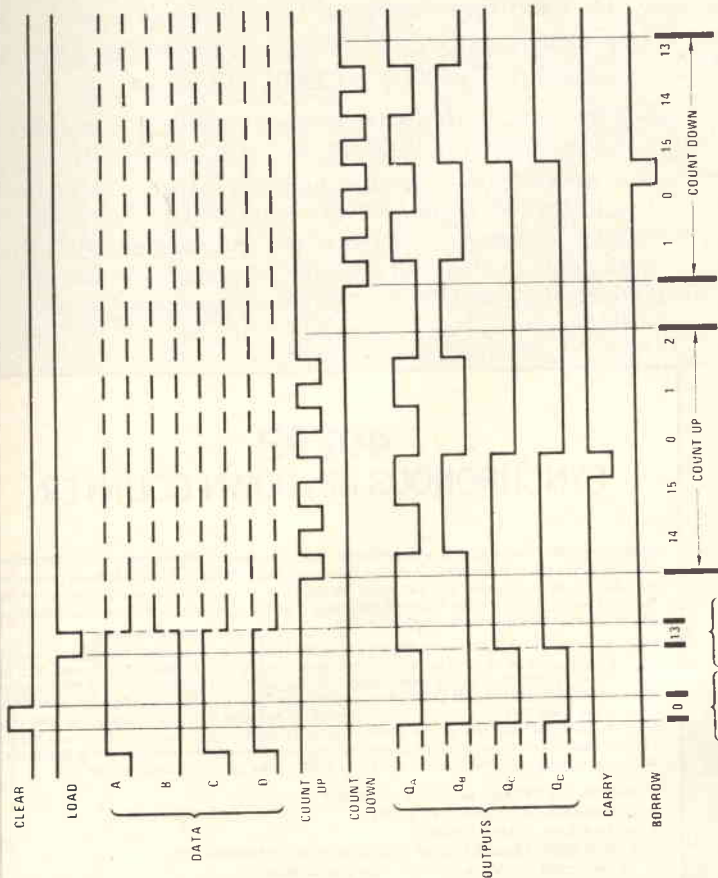 CLEAR
LOAD
DATA
A
B
C
D
COUNT
UP
COUNT
DOWN
OUTPUTS
QA
QB
QC
QC
CARRY
BORROW
0
13
14
15
0
1
2
COUNT UP
1
0
15
14
13
COUNT DOWN